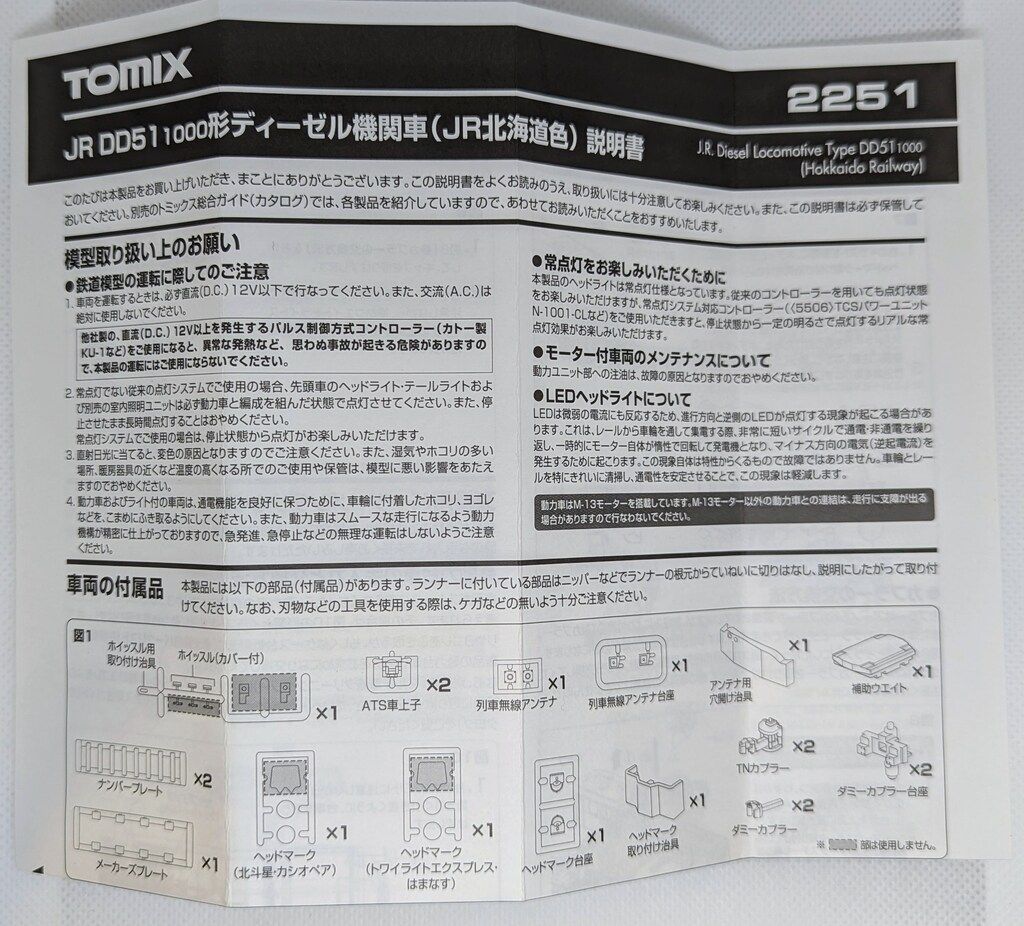 TOMIX
2251
JR DD51 1000形ディーゼル機関車(JR北海道色) 説明書
J.R. Diesel Locomotive Type DD51 1000
(Hokkaido Railway)
このたびは本製品をお買い上げいただき、まことにありがとうございます。この説明書をよくお読みのうえ、取り扱いには十分注意してお楽しみください。また、この説明書は必ず保管して
おいてください。別売のトミックス総合ガイド(カタログ)では、各製品を紹介していますので、あわせてお読みいただくことをおすすめいたします。
模型取り扱い上のお願い
●鉄道模型の運転に際してのご注意
1. 車両を運転するときは、必ず直流(D.C.)12V以下で行なってください。また、交流(A.C.)は
絶対に使用しないでください。
他社製の、直流(D.C.)12V以上を発生するパルス制御方式コントローラー(カトー製
KU-1など)をご使用になると、異常な発熱など、思わぬ事故が起きる危険がありますの
で、本製品の運転にはご使用にならないでください。
2. 常点灯でない従来の点灯システムでご使用の場合、先頭車のヘッドライト・テールライトおよ
び別売の室内照明ユニットは必ず動力車と編成を組んだ状態で点灯させてください。また、停
止させたまま長時間点灯することはおやめください。
常点灯システムでご使用の場合は、停止状態から点灯がお楽しみいただけます。
3. 直射日光に当てると、変色の原因となりますのでご注意ください。また、湿気やホコリの多い
場所、暖房器具の近くなど温度の高くなる所でのご使用や保管は、模型に悪い影響をあたえ
ますのでおやめください。
4. 動力車およびライト付の車両は、通電機能を良好に保つために、車輪に付着したホコリ、ヨゴレ
などを、こまめにふき取るようにしてください。また、動力車はスムースな走行になるよう動力
機構が精密に仕上がっておりますので、急発進、急停止などの無理な運転はしないようご注意
ください。
●常点灯をお楽しみいただくために
本製品のヘッドライトは常点灯仕様となっています。従来のコントローラーを用いても点灯状態
をお楽しみいただけますが、常点灯システム対応コントローラー(〈5506〉TCSパワーユニット
N-1001-CLなど)をご使用いただきますと、停止状態から一定の明るさで点灯するリアルな常
点灯効果がお楽しみいただけます。
●モーター付車両のメンテナンスについて
動力ユニット部への注油は、故障の原因となりますのでおやめください。
●LEDヘッドライトについて
LEDは微弱の電流にも反応するため、進行方向と逆側のLEDが点灯する現象が起こる場合があ
ります。これは、レールから車輪を通して集電する際、非常に短いサイクルで通電・非通電を繰り
返し、一時的にモーター自体が惰性で回転して発電機となり、マイナス方向の電気(逆起電流)を
発生するために起こります。この現象自体は特性からくるもので故障ではありません。車輪とレー
ルを特にきれいに清掃し、通電性を安定させることで、この現象は軽減します。
動力車はM-13モーターを搭載しています。M-13モーター以外の動力車との連結は、走行に支障が出る
場合がありますので行なわないでください。
車両の付属品
本製品には以下の部品(付属品)があります。ランナーに付いている部品はニッパーなどでランナーの根元からていねいに切りはなし、説明にしたがって取り付
けてください。なお、刃物などの工具を使用する際は、ケガなどの無いよう十分ご注意ください。
図1
ホイッスル用
取り付け治具
ホイッスル(カバー付)
×1
ATS車上子
×2
列車無線アンテナ
×1
列車無線アンテナ台座
×1
アンテナ用
穴開け治具
×1
補助ウエイト
×1
ナンバープレート
×2
メーカーズプレート
×1
ヘッドマーク
(北斗星・カシオペア)
×1
ヘッドマーク
(トワイライトエクスプレス・
はまなす)
×1
ヘッドマーク台座
×1
ヘッドマーク
取り付け治具
×1
TNカプラー
×2
ダミーカプラー
×2
ダミーカプラー台座
×2
※ 部は使用しません。